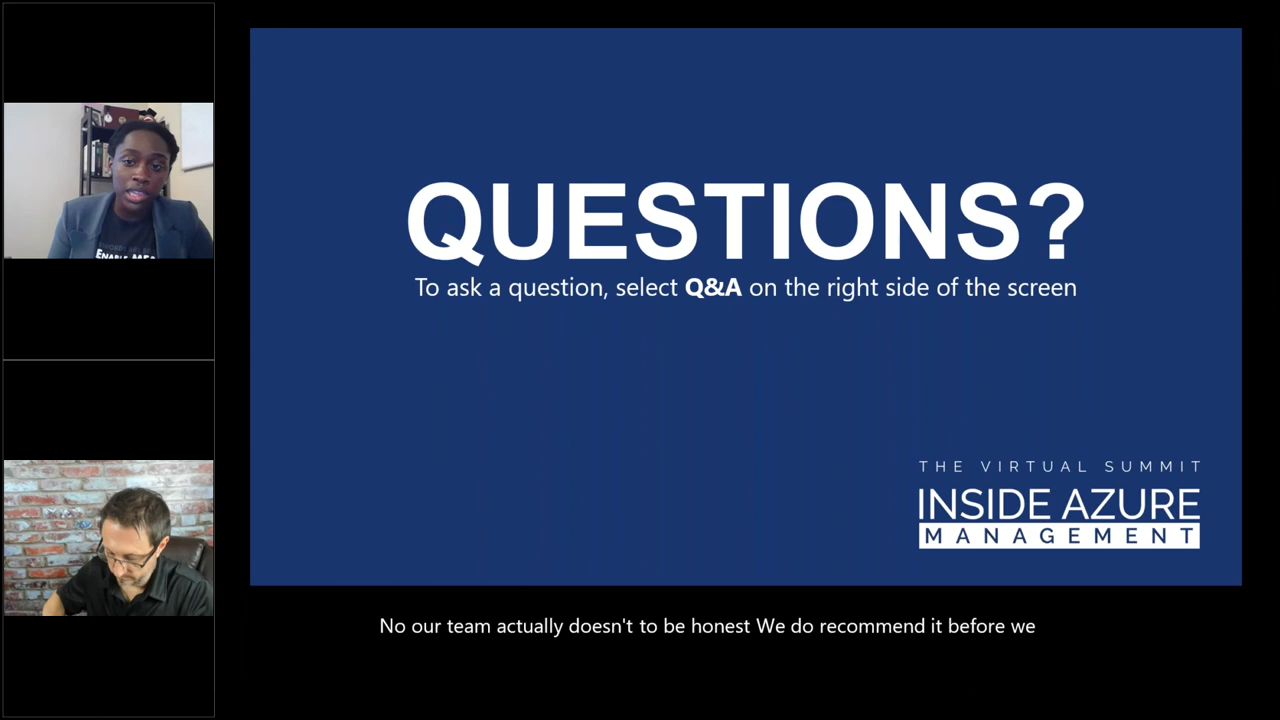 QUESTIONS?
To ask a question, select Q&A on the right side of the screen
THE VIRTUAL SUMMIT
INSIDE AZURE
MANAGEMENT
No our team actually doesn't to be honest We do recommend it before we